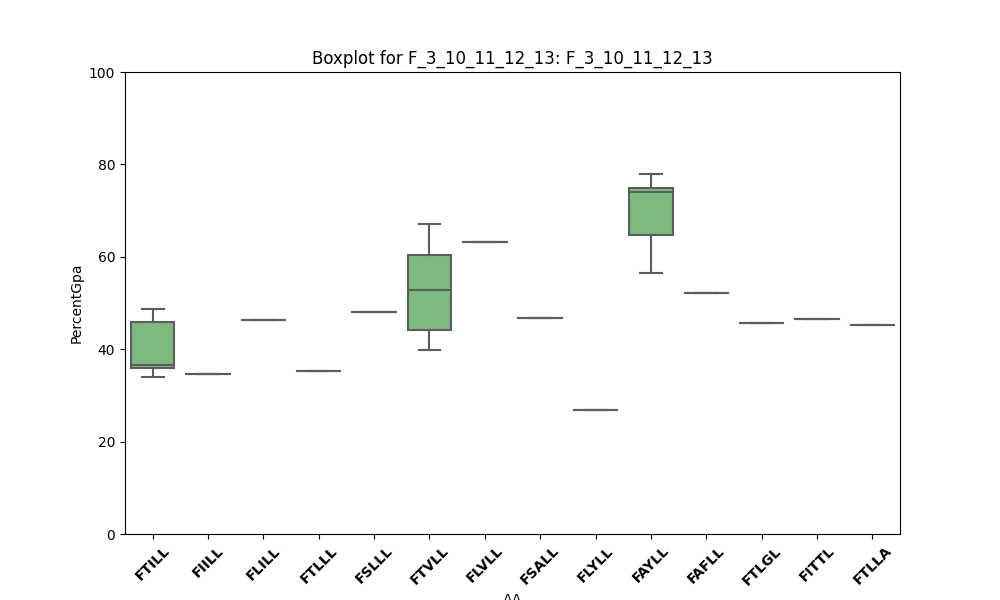 Boxplot for F_3_10_11_12_13: F_3_10_11_12_13
100
80
60
40
20
0
PercentGpa
FTILL
FIILL
FLILL
FTLLL
FSLLL
FTVLL
FLVLL
FSALL
FLYLL
FAYLL
FAFLL
FTLGL
FITTL
FTLLA
AA